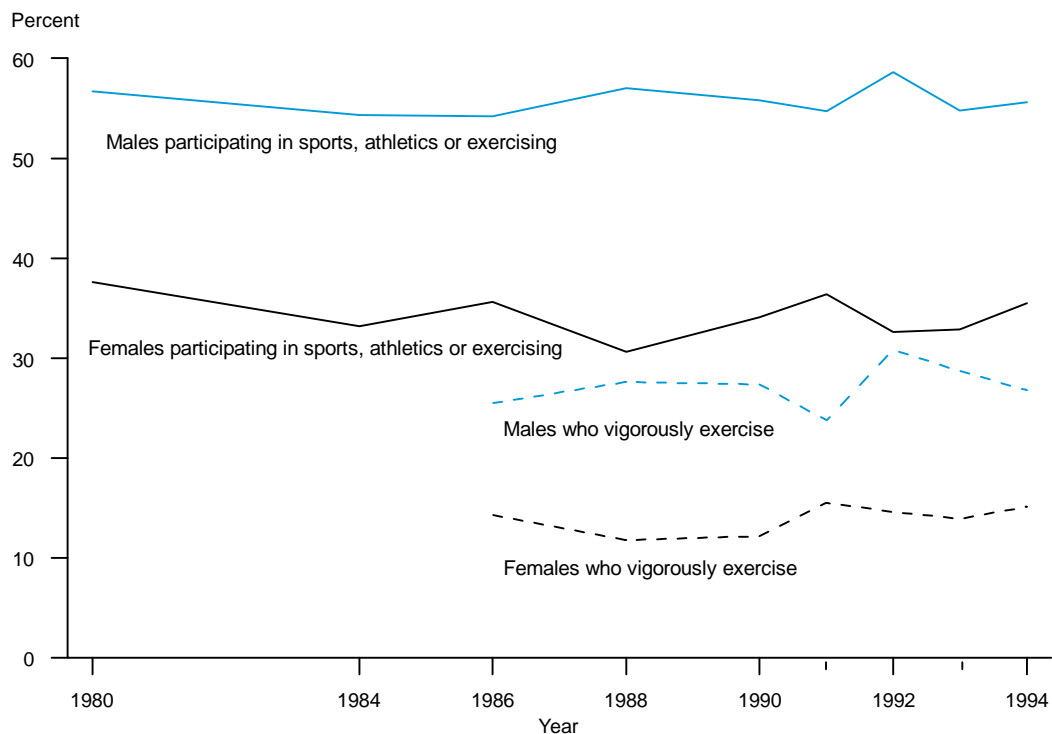 Percent
60
Males participating in sports, athletics or exercising
50
40
Females participating in sports, athletics or exercising
30
Males who vigorously exercise
20
Females who vigorously exercise
10
0
1980 1984 1986 1988 1990 1992 1994
Year